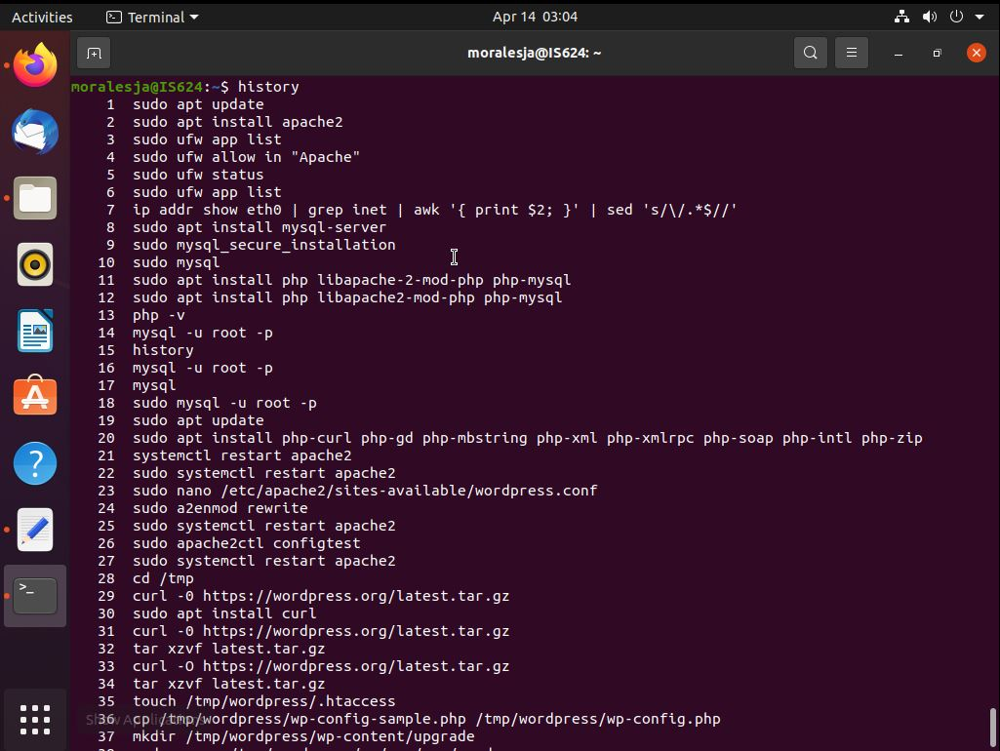 Activities
Terminal
Apr 14 03:04
moralesja@IS624: ~
moralesja@IS624:~$ history
1 sudo apt update
2 sudo apt install apache2
3 sudo ufw app list
4 sudo ufw allow in "Apache"
5 sudo ufw status
6 sudo ufw app list
7 ip addr show eth0 | grep inet | awk '{ print $2; }' | sed 's/\/.*$//'
8 sudo apt install mysql-server
9 sudo mysql_secure_installation
10 sudo mysql
11 sudo apt install php libapache-2-mod-php php-mysql
12 sudo apt install php libapache2-mod-php php-mysql
13 php -v
14 mysql -u root -p
15 history
16 mysql -u root -p
17 mysql
18 sudo mysql -u root -p
19 sudo apt update
20 sudo apt install php-curl php-gd php-mbstring php-xml php-xmlrpc php-soap php-intl php-zip
21 systemctl restart apache2
22 sudo systemctl restart apache2
23 sudo nano /etc/apache2/sites-available/wordpress.conf
24 sudo a2enmod rewrite
25 sudo systemctl restart apache2
26 sudo apache2ctl configtest
27 sudo systemctl restart apache2
28 cd /tmp
29 curl -0 https://wordpress.org/latest.tar.gz
30 sudo apt install curl
31 curl -0 https://wordpress.org/latest.tar.gz
32 tar xzvf latest.tar.gz
33 curl -O https://wordpress.org/latest.tar.gz
34 tar xzvf latest.tar.gz
35 touch /tmp/wordpress/.htaccess
36 cp /tmp/wordpress/wp-config-sample.php /tmp/wordpress/wp-config.php
Show Applications
37 mkdir /tmp/wordpress/wp-content/upgrade